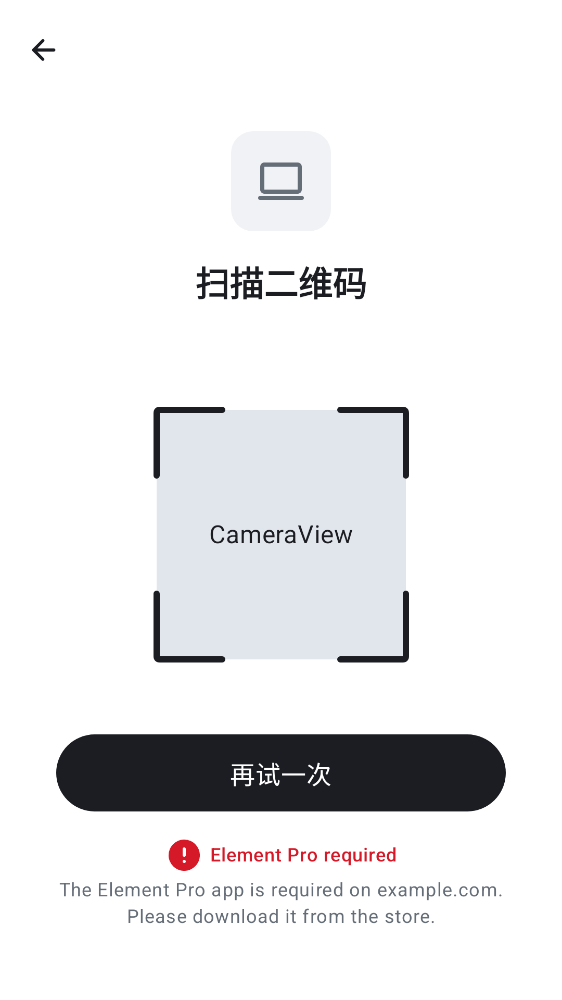 扫描二维码
CameraView
再试一次
Element Pro required
The Element Pro app is required on example.com.
Please download it from the store.